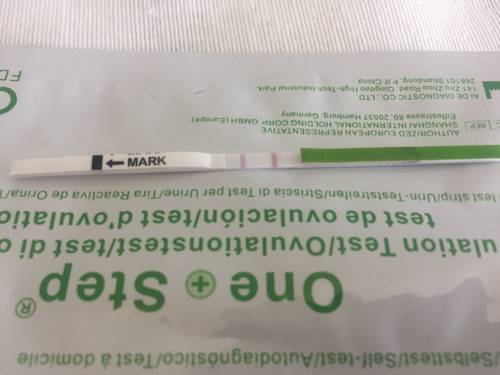 MARK
Selbsttest/Self-test/Autodiagnóstico/Test à domicile
One + Step®
ulation Test/Ovulationstest/test di
test de ovulación/test d'ovulatio
Test strip/Urin-Teststreifen/Striscia di Test per Urine/Tira Reactiva de Orina/
REP
AUTHORIZED EUROPEAN REPRESENTATIVE
SHANGHAI INTERNATIONAL HOLDING CORP. GMBH (Europe)
Eiffestrasse 80, 20537 Hamburg, Germany
AI DE DIAGNOSTIC CO., LTD.
141 Zhu Zhou Road, Qingdao High-Tech Industrial Park
266101 Shandong, P.R.China